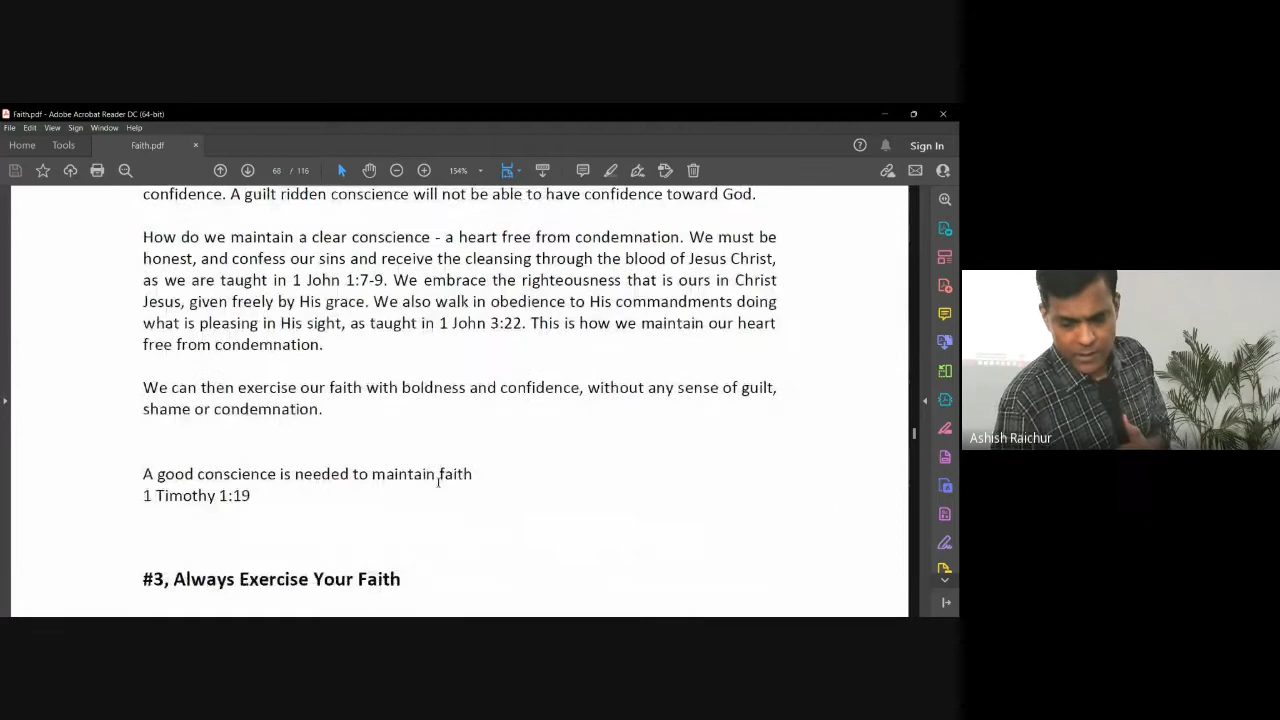 Faith.pdf - Adobe Acrobat Reader DC (64-bit)
File Edit View Sign Window Help
Home Tools Faith.pdf × Sign In
68 / 116 154%
confidence. A guilt ridden conscience will not be able to have confidence toward God.
How do we maintain a clear conscience - a heart free from condemnation. We must be
honest, and confess our sins and receive the cleansing through the blood of Jesus Christ,
as we are taught in 1 John 1:7-9. We embrace the righteousness that is ours in Christ
Jesus, given freely by His grace. We also walk in obedience to His commandments doing
what is pleasing in His sight, as taught in 1 John 3:22. This is how we maintain our heart
free from condemnation.
We can then exercise our faith with boldness and confidence, without any sense of guilt,
shame or condemnation.
A good conscience is needed to maintain faith
1 Timothy 1:19
#3, Always Exercise Your Faith
Ashish Raichur